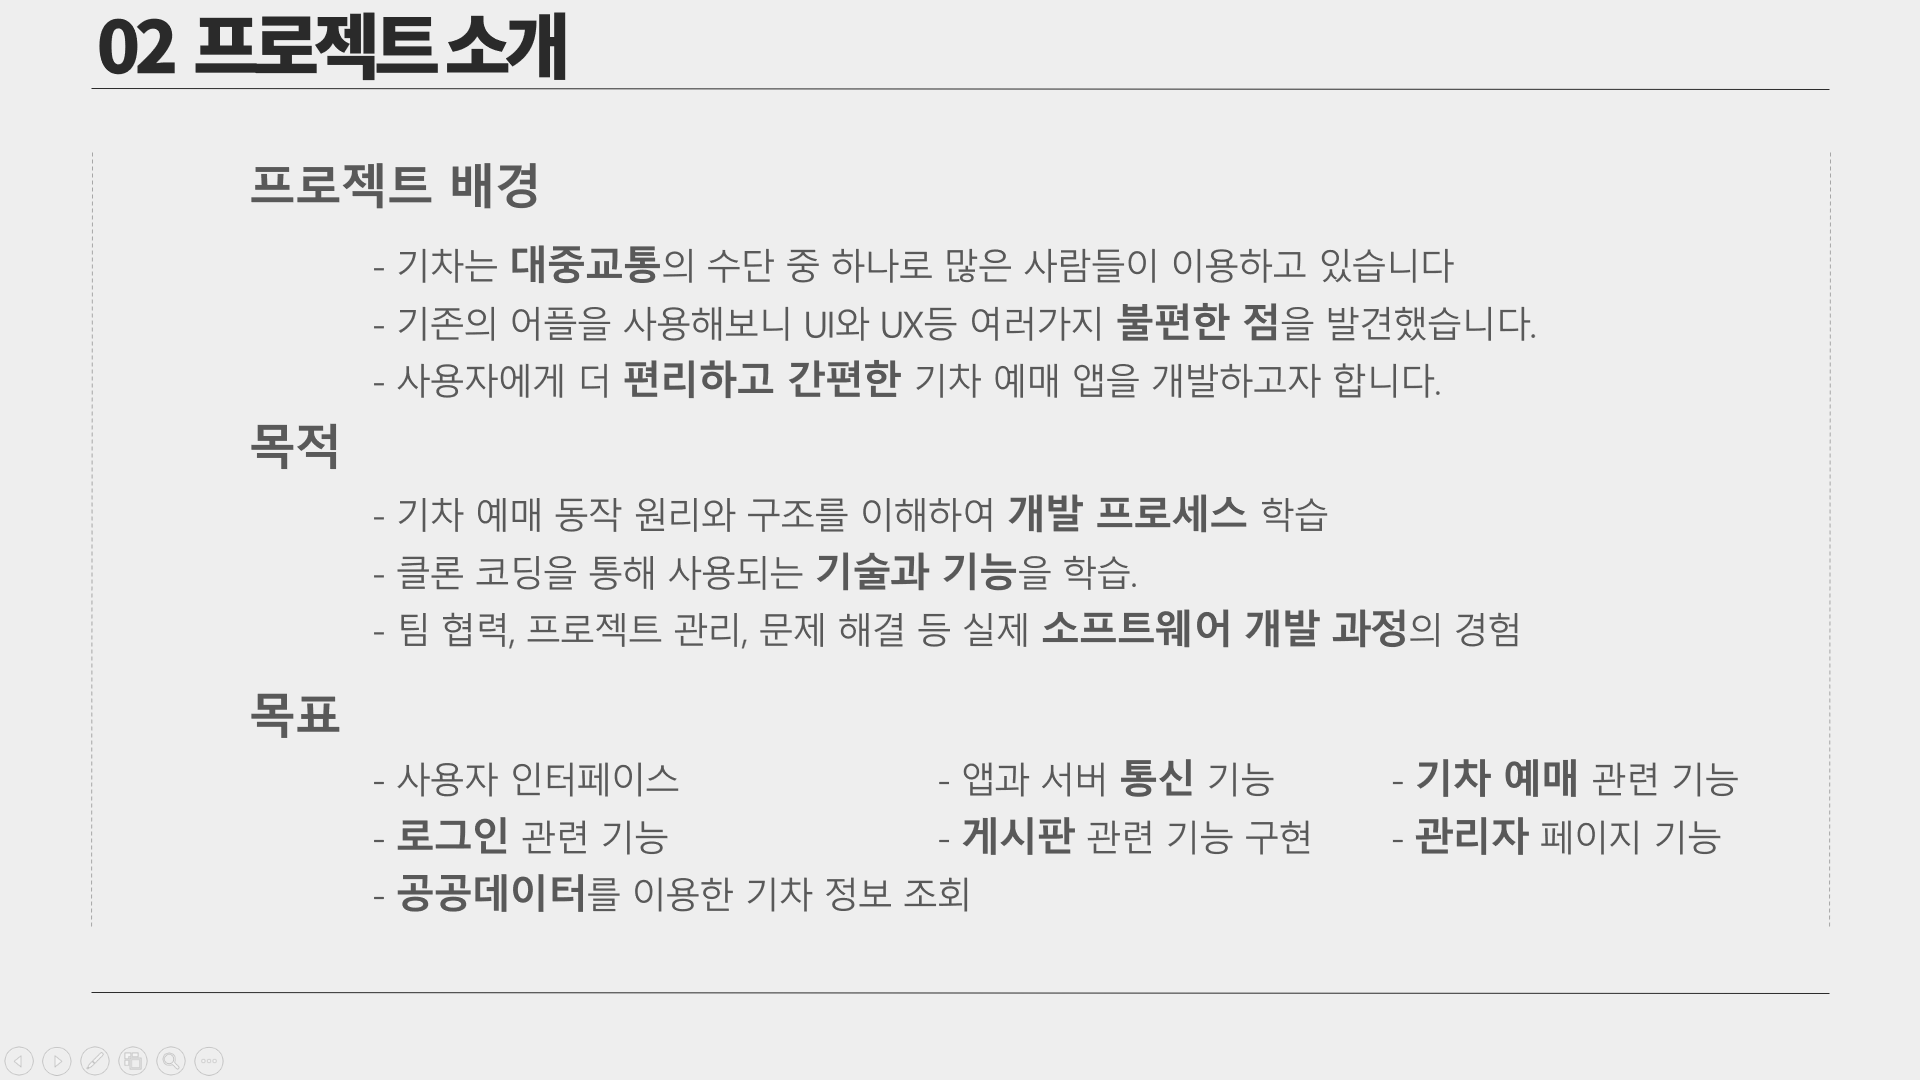 02 프로젝트 소개
프로젝트 배경
- 기차는 대중교통의 수단 중 하나로 많은 사람들이 이용하고 있습니다
- 기존의 어플을 사용해보니 UI와 UX등 여러가지 불편한 점을 발견했습니다.
- 사용자에게 더 편리하고 간편한 기차 예매 앱을 개발하고자 합니다.
목적
- 기차 예매 동작 원리와 구조를 이해하여 개발 프로세스 학습
- 클론 코딩을 통해 사용되는 기술과 기능을 학습.
- 팀 협력, 프로젝트 관리, 문제 해결 등 실제 소프트웨어 개발 과정의 경험
목표
- 사용자 인터페이스 - 앱과 서버 통신 기능 - 기차 예매 관련 기능
- 로그인 관련 기능 - 게시판 관련 기능 구현 - 관리자 페이지 기능
- 공공데이터를 이용한 기차 정보 조회